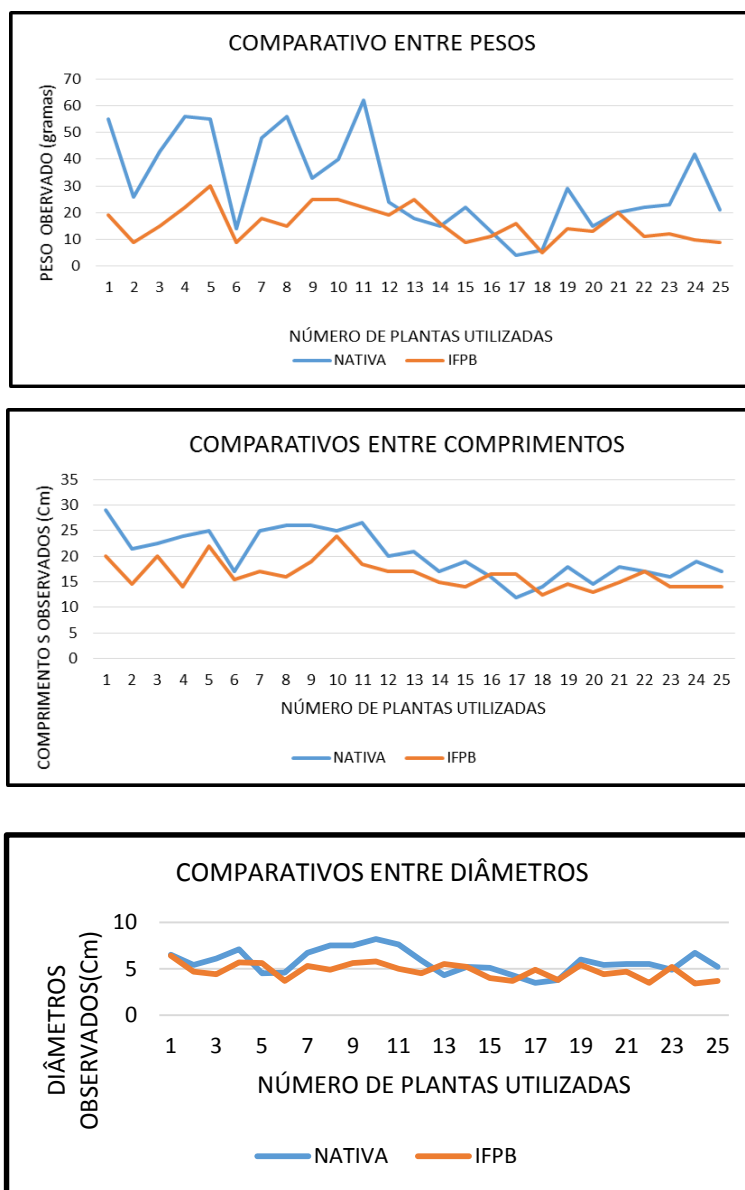 COMPARATIVO ENTRE PESOS
PESO OBERVADO (gramas)
70
60
50
40
30
20
10
0
1 2 3 4 5 6 7 8 9 10 11 12 13 14 15 16 17 18 19 20 21 22 23 24 25
NÚMERO DE PLANTAS UTILIZADAS
NATIVA IFPB
COMPARATIVOS ENTRE COMPRIMENTOS
COMPRIMENTO S OBSERVADOS (Cm)
35
30
25
20
15
10
5
0
1 2 3 4 5 6 7 8 9 10 11 12 13 14 15 16 17 18 19 20 21 22 23 24 25
NÚMERO DE PLANTAS UTILIZADAS
NATIVA IFPB
COMPARATIVOS ENTRE DIÂMETROS
DIÂMETROS
OBSERVADOS(Cm)
10
5
0
1 3 5 7 9 11 13 15 17 19 21 23 25
NÚMERO DE PLANTAS UTILIZADAS
NATIVA IFPB